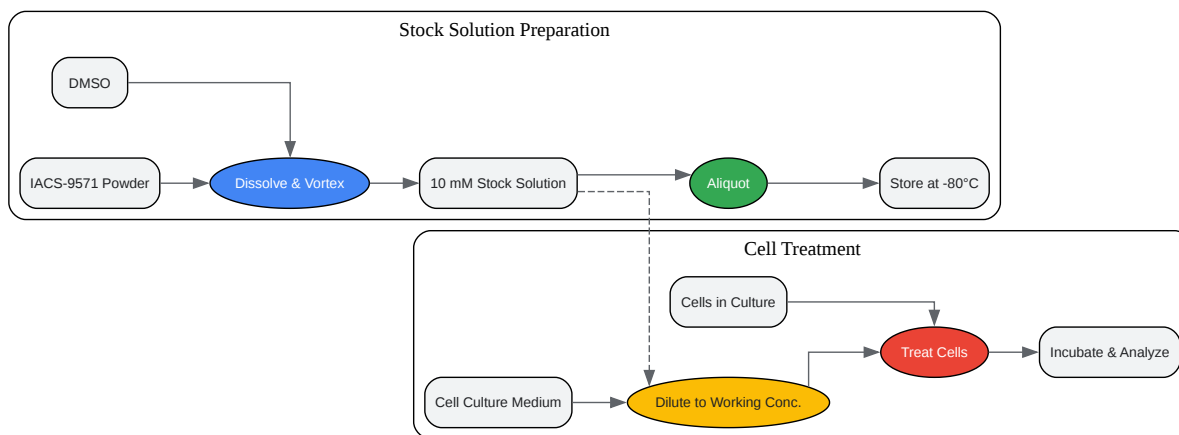 Stock Solution Preparation
DMSO
IACS-9571 Powder
Dissolve & Vortex
10 mM Stock Solution
Aliquot
Store at -80°C
Cell Treatment
Cells in Culture
Treat Cells
Incubate & Analyze
Cell Culture Medium
Dilute to Working Conc.